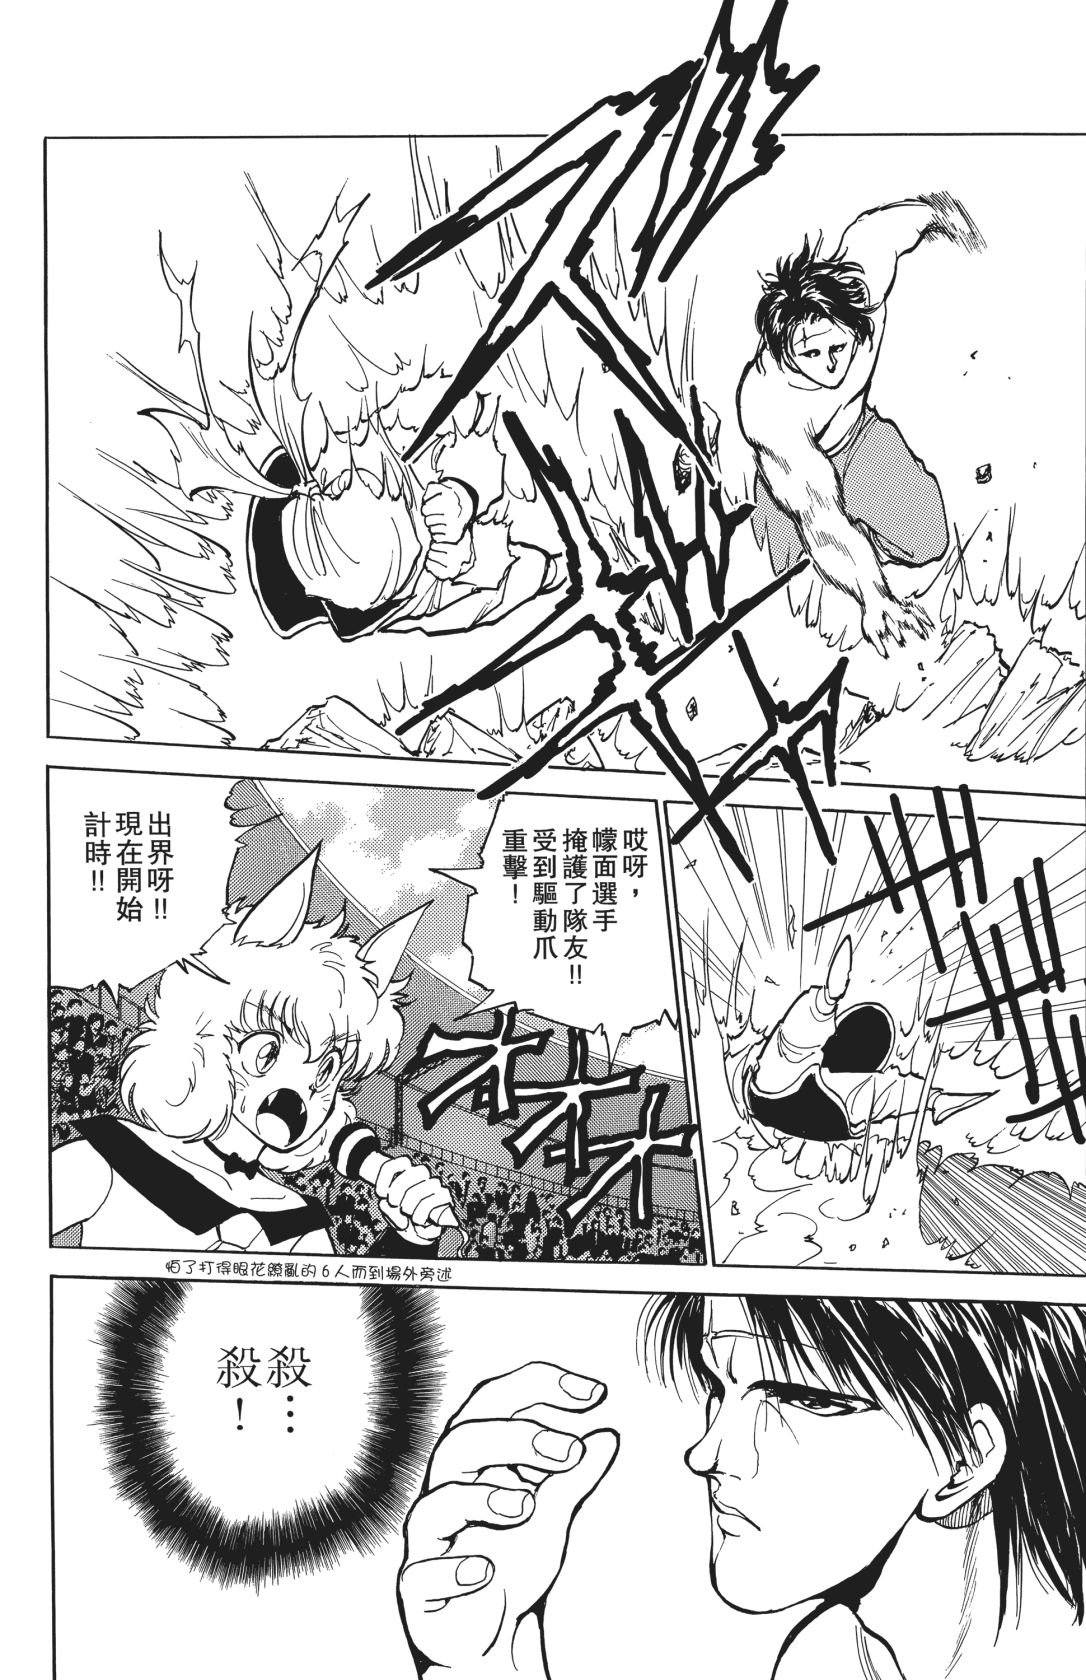 哎呀，
幪面選手
掩護了隊友!!
受到驅動爪
重擊！
出界呀!!
現在開始
計時!!
怕了打得眼花繚亂的6人而到場外旁述
殺…
殺！